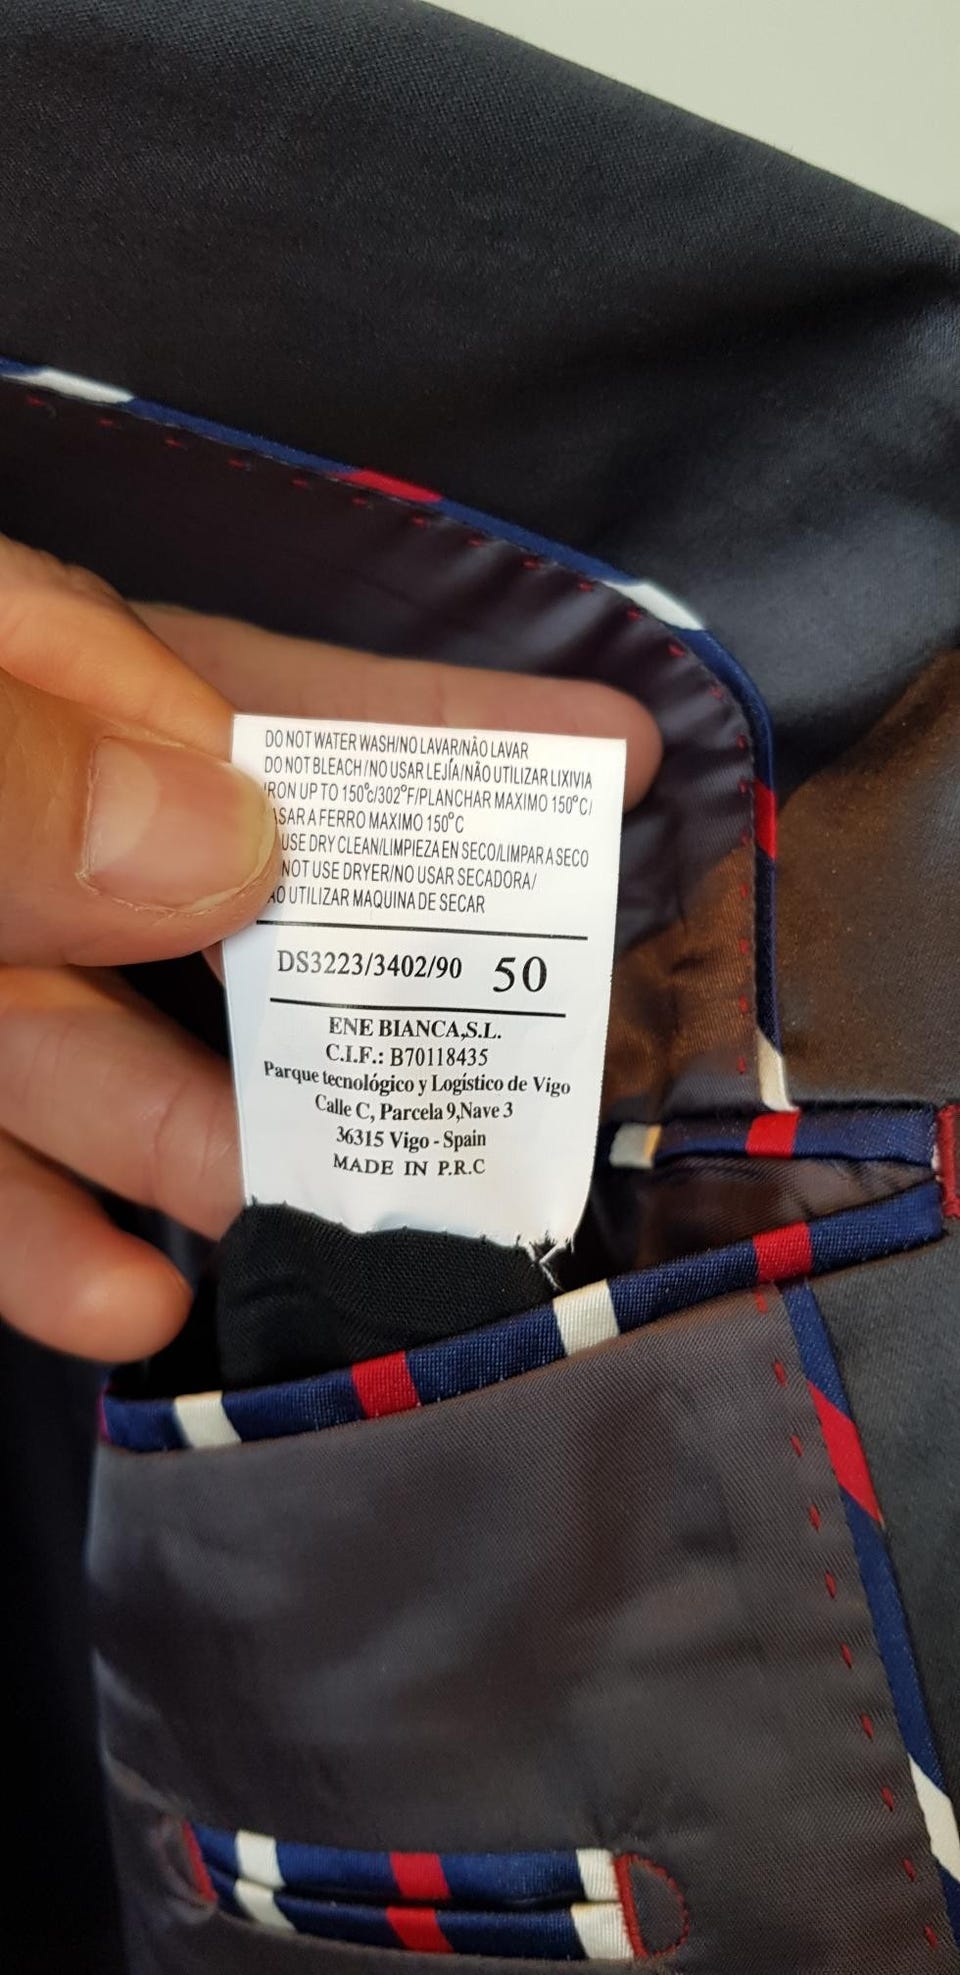 DO NOT WATER WASH/NO LAVAR/NÃO LAVAR
DO NOT BLEACH/NO USAR LEJÍA/NÃO UTILIZAR LIXIVIA
IRON UP TO 150°c/302°F/PLANCHAR MAXIMO 150°C/
ASAR A FERRO MAXIMO 150°C
USE DRY CLEAN/LIMPIEZA EN SECO/LIMPAR A SECO
NOT USE DRYER/NO USAR SECADORA/
ÃO UTILIZAR MAQUINA DE SECAR
DS3223/3402/90 50
ENE BIANCA,S.L.
C.I.F.: B70118435
Parque tecnológico y Logístico de Vigo
Calle C, Parcela 9,Nave 3
36315 Vigo - Spain
MADE IN P.R.C